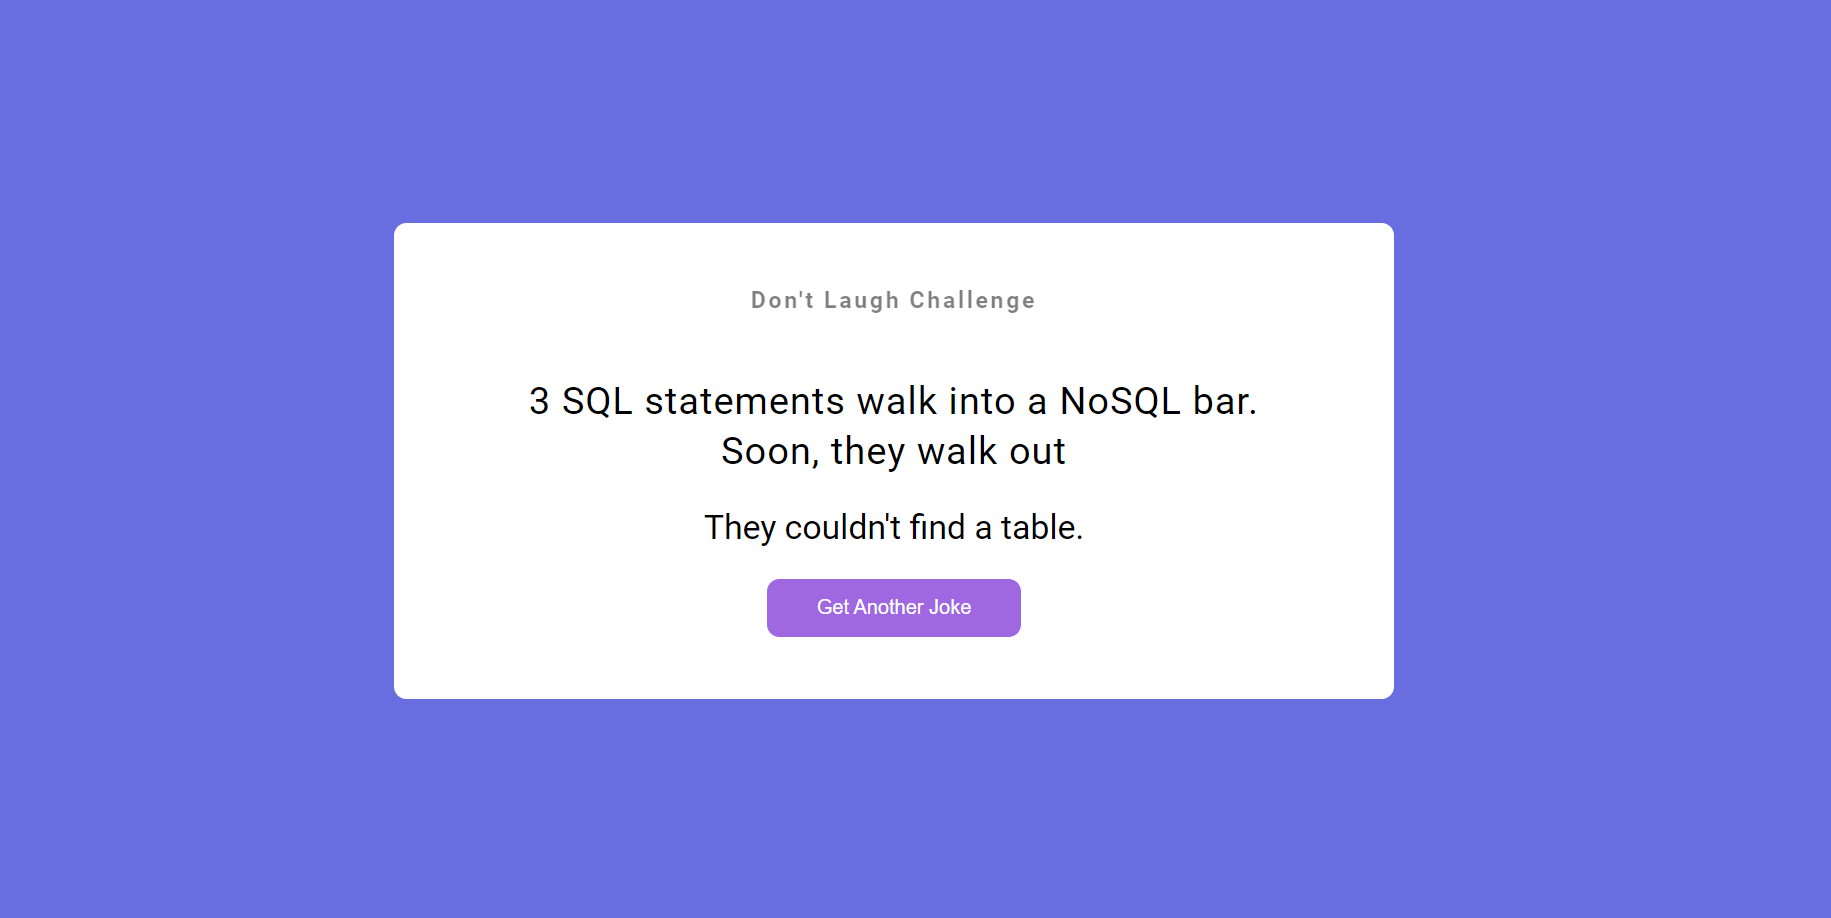 Don't Laugh Challenge
3 SQL statements walk into a NoSQL bar.
Soon, they walk out
They couldn't find a table.
Get Another Joke